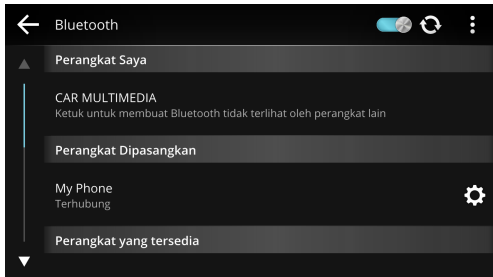 Bluetooth
Perangkat Saya
CAR MULTIMEDIA
Ketuk untuk membuat Bluetooth tidak terlihat oleh perangkat lain
Perangkat Dipasangkan
My Phone
Terhubung
Perangkat yang tersedia